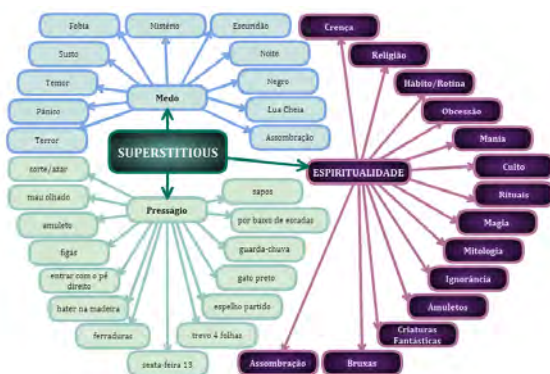 Fobia
Mistério
Escuridão
Susto
Noite
Temor
Medo
Negro
Pânico
Lua Cheia
Terror
Assombração
SUPERSTITIOUS
sorte/azar
sapos
mau olhado
Presságio
por baixo de escadas
amuleto
guarda-chuva
figas
gato preto
entrar com o pé
direito
espelho partido
bater na madeira
trevo 4 folhas
ferraduras
sexta-feira 13
Crença
Religião
Hábito/Rotina
Obcessão
Mania
ESPIRITUALIDADE
Culto
Rituais
Magia
Mitologia
Ignorância
Amuletos
Criaturas
Fantásticas
Bruxas
Assombração